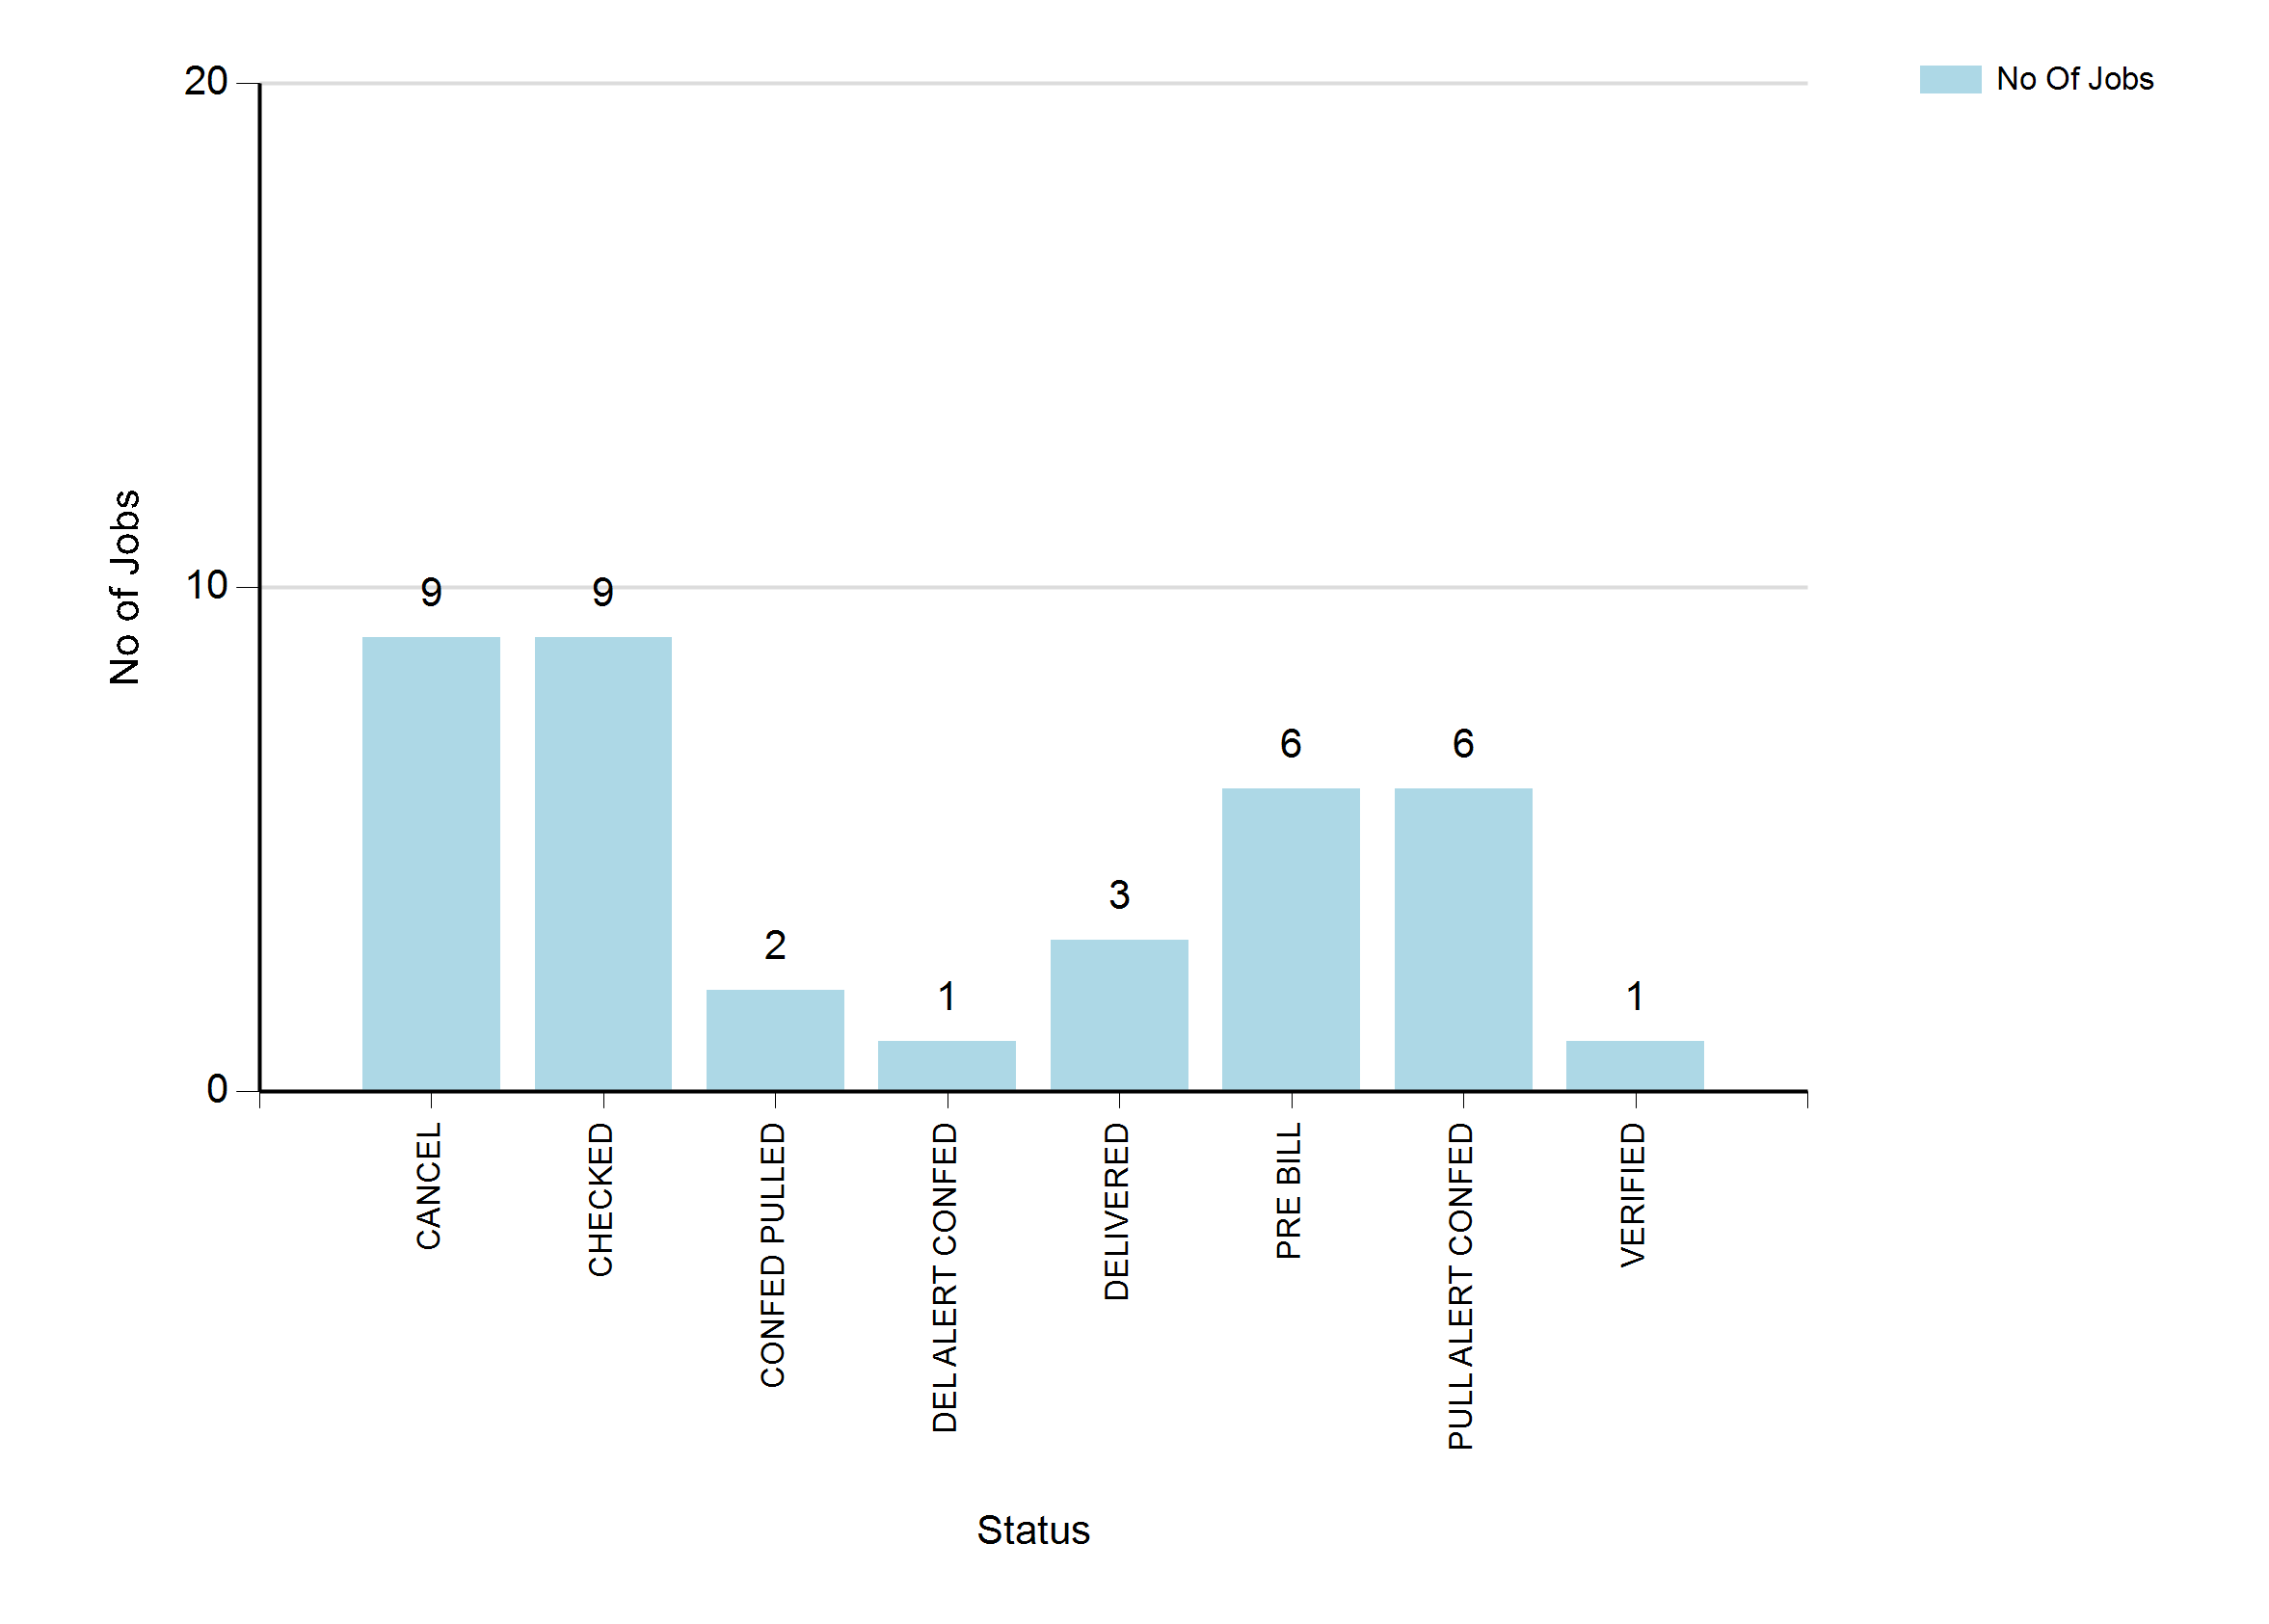 20
No Of Jobs
No of Jobs
10
9
9
6
6
3
2
1
1
0
CANCEL
CHECKED
CONFED PULLED
DEL ALERT CONFED
DELIVERED
PRE BILL
PULL ALERT CONFED
VERIFIED
Status